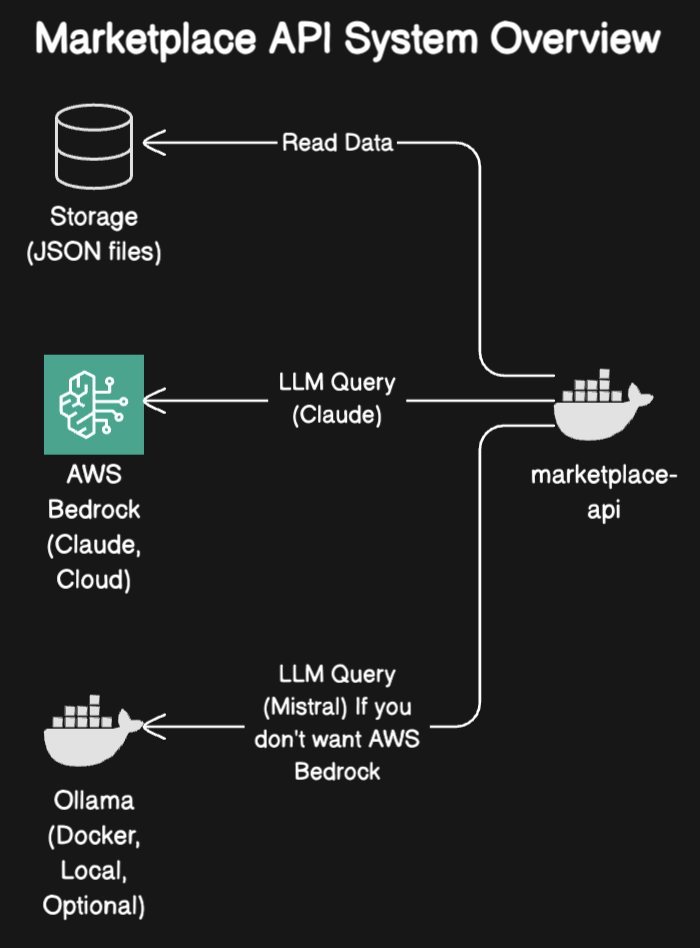 Marketplace API System Overview
Read Data
Storage
(JSON files)
LLM Query
(Claude)
AWS
Bedrock
(Claude,
Cloud)
marketplace-
api
LLM Query
(Mistral) If you
don't want AWS
Bedrock
Ollama
(Docker,
Local,
Optional)